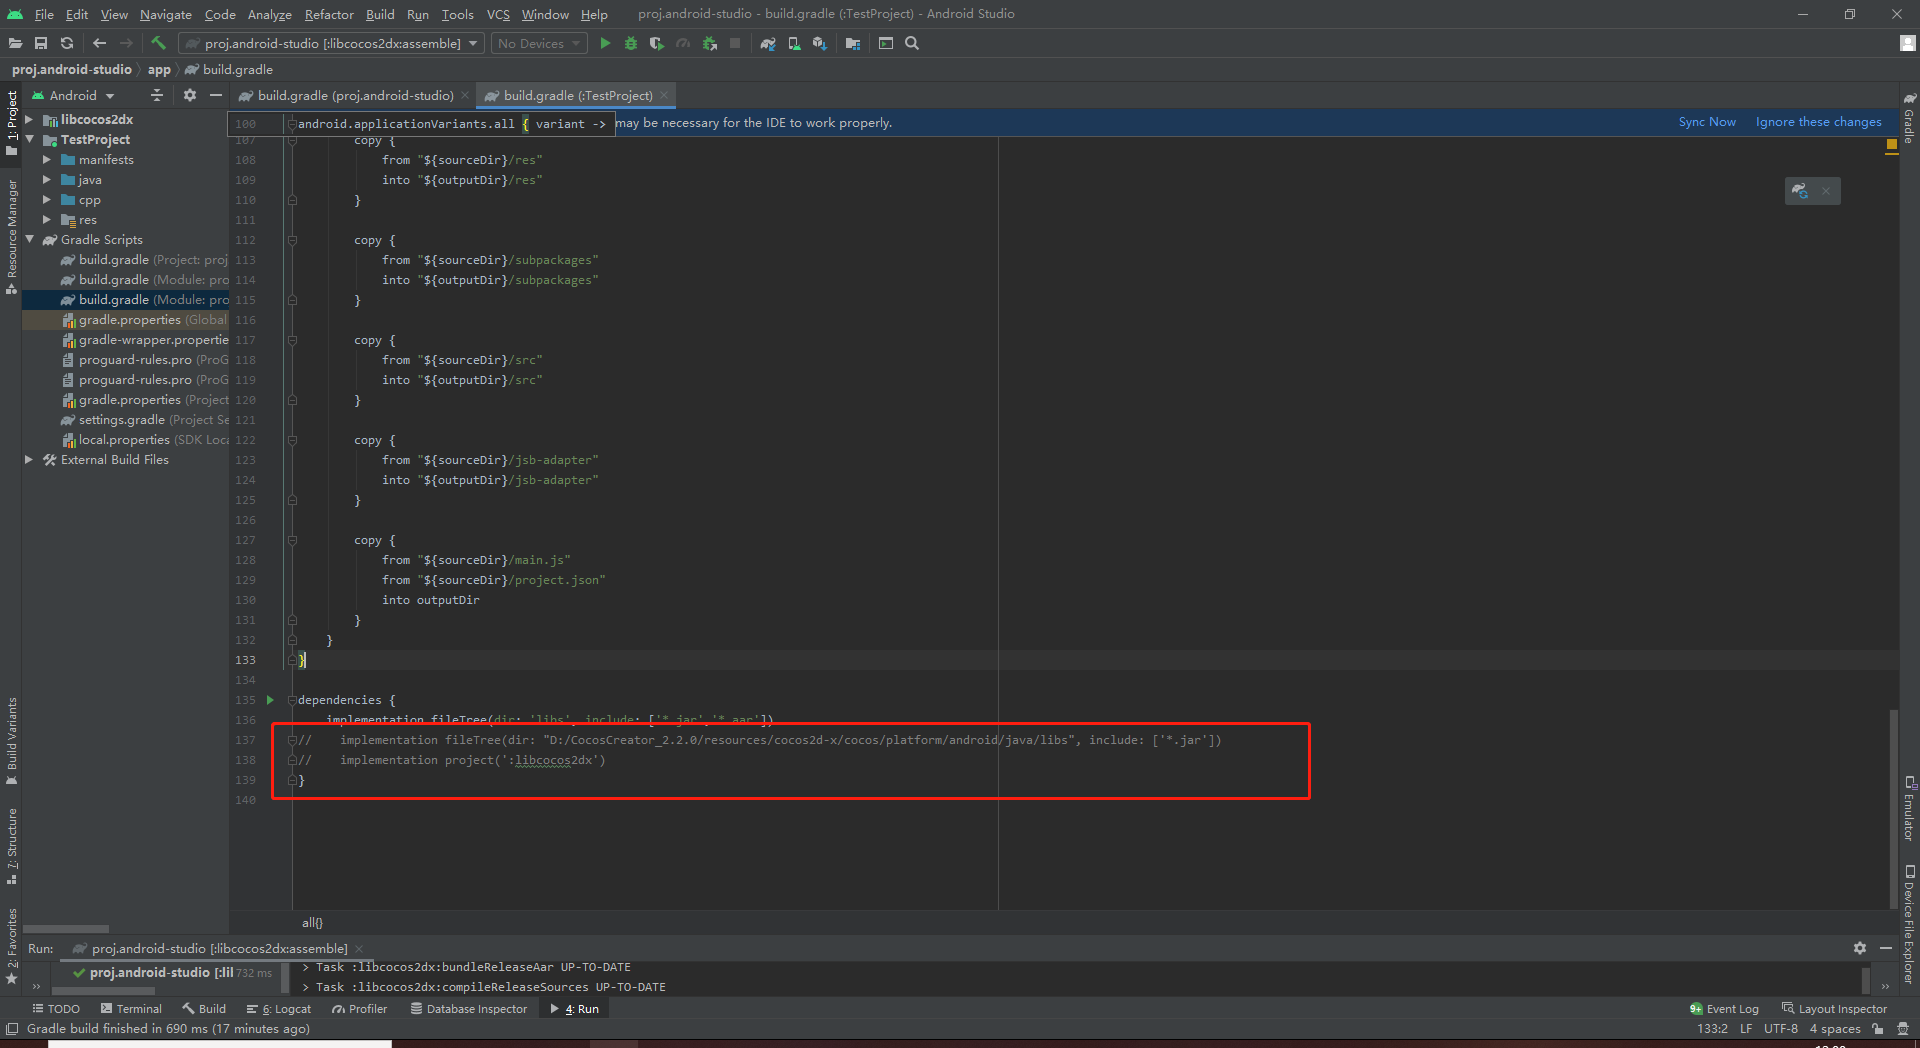 File Edit View Navigate Code Analyze Refactor Build Run Tools VCS Window Help proj.android-studio - build.gradle (:TestProject) - Android Studio
proj.android-studio [:libcocos2dx:assemble] No Devices
proj.android-studio app build.gradle
Android build.gradle (proj.android-studio) build.gradle (:TestProject)
1: Project
Resource Manager
Build Variants
7: Structure
2: Favorites
libcocos2dx
TestProject
manifests
java
cpp
res
Gradle Scripts
build.gradle (Project: proj
build.gradle (Module: pro
build.gradle (Module: pro
gradle.properties (Global
gradle-wrapper.propertie
proguard-rules.pro (ProG
proguard-rules.pro (ProG
gradle.properties (Project
settings.gradle (Project Se
local.properties (SDK Loca
External Build Files
100 android.applicationVariants.all { variant -> may be necessary for the IDE to work properly. Sync Now Ignore these changes
107 copy {
108 from "${sourceDir}/res"
109 into "${outputDir}/res"
110 }
111
112 copy {
113 from "${sourceDir}/subpackages"
114 into "${outputDir}/subpackages"
115 }
116
117 copy {
118 from "${sourceDir}/src"
119 into "${outputDir}/src"
120 }
121
122 copy {
123 from "${sourceDir}/jsb-adapter"
124 into "${outputDir}/jsb-adapter"
125 }
126
127 copy {
128 from "${sourceDir}/main.js"
129 from "${sourceDir}/project.json"
130 into outputDir
131 }
132 }
133 }
134
135 dependencies {
136 implementation fileTree(dir: 'libs', include: ['*.jar','*.aar'])
137 // implementation fileTree(dir: "D:/CocosCreator_2.2.0/resources/cocos2d-x/cocos/platform/android/java/libs", include: ['*.jar'])
138 // implementation project(':libcocos2dx')
139 }
140
all{}
Gradle
Emulator
Device File Explorer
Run: proj.android-studio [:libcocos2dx:assemble]
proj.android-studio [:lil 732 ms
> Task :libcocos2dx:bundleReleaseAar UP-TO-DATE
> Task :libcocos2dx:compileReleaseSources UP-TO-DATE
TODO Terminal Build 6: Logcat Profiler Database Inspector 4: Run 9+ Event Log Layout Inspector
Gradle build finished in 690 ms (17 minutes ago) 133:2 LF UTF-8 4 spaces